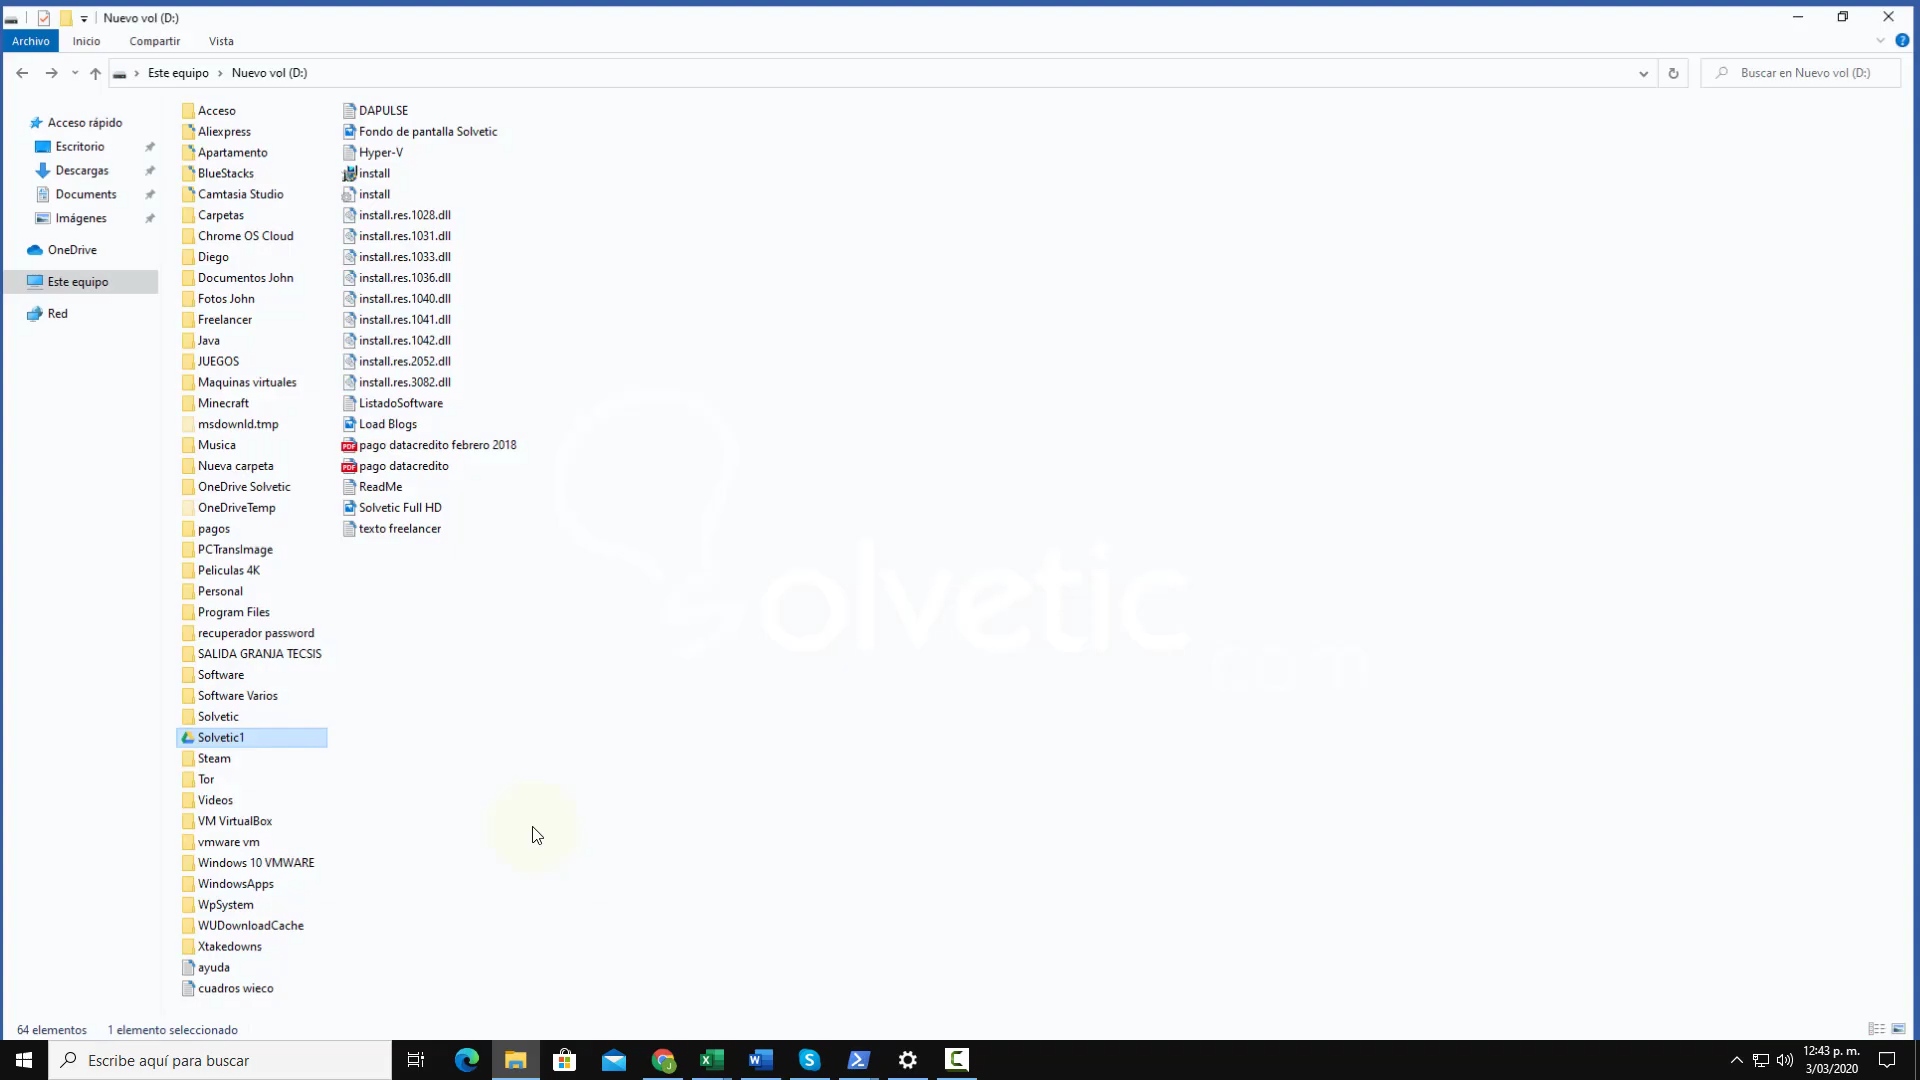 Nuevo vol (D:)
Archivo Inicio Compartir Vista
Este equipo > Nuevo vol (D:)
Buscar en Nuevo vol (D:)
Acceso rápido
Escritorio
Descargas
Documents
Imágenes
OneDrive
Este equipo
Red
Acceso
Aliexpress
Apartamento
BlueStacks
Camtasia Studio
Carpetas
Chrome OS Cloud
Diego
Documentos John
Fotos John
Freelancer
Java
JUEGOS
Maquinas virtuales
Minecraft
msdownld.tmp
Musica
Nueva carpeta
OneDrive Solvetic
OneDriveTemp
pagos
PCTransImage
Peliculas 4K
Personal
Program Files
recuperador password
SALIDA GRANJA TECSIS
Software
Software Varios
Solvetic
Solvetic1
Steam
Tor
Videos
VM VirtualBox
vmware vm
Windows 10 VMWARE
WindowsApps
WpSystem
WUDownloadCache
Xtakedowns
ayuda
cuadros wieco
DAPULSE
Fondo de pantalla Solvetic
Hyper-V
install
install
install.res.1028.dll
install.res.1031.dll
install.res.1033.dll
install.res.1036.dll
install.res.1040.dll
install.res.1041.dll
install.res.1042.dll
install.res.2052.dll
install.res.3082.dll
ListadoSoftware
Load Blogs
pago datacredito febrero 2018
pago datacredito
ReadMe
Solvetic Full HD
texto freelancer
olvetic
.com
64 elementos 1 elemento seleccionado
Escribe aquí para buscar
12:43 p. m.
3/03/2020